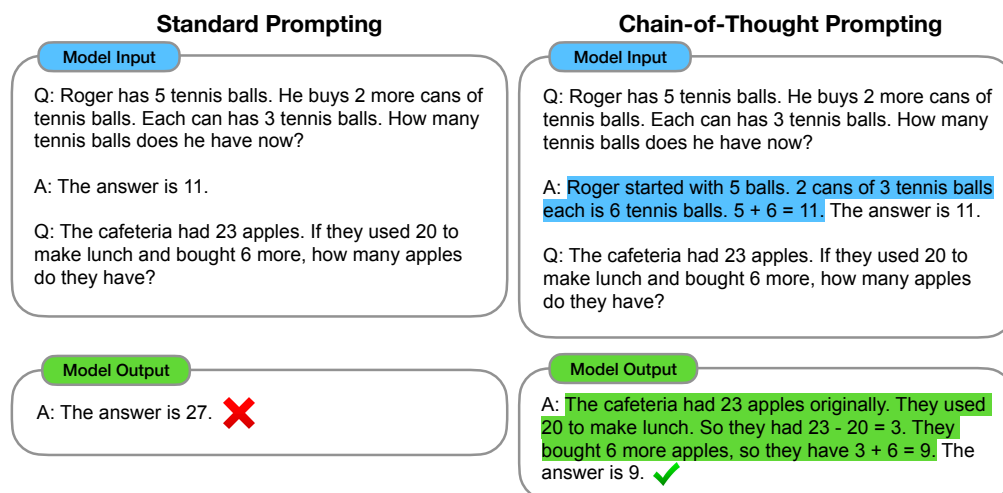 Standard Prompting
Model Input
Q: Roger has 5 tennis balls. He buys 2 more cans of
tennis balls. Each can has 3 tennis balls. How many
tennis balls does he have now?
A: The answer is 11.
Q: The cafeteria had 23 apples. If they used 20 to
make lunch and bought 6 more, how many apples
do they have?
Model Output
A: The answer is 27.
Chain-of-Thought Prompting
Model Input
Q: Roger has 5 tennis balls. He buys 2 more cans of
tennis balls. Each can has 3 tennis balls. How many
tennis balls does he have now?
A: Roger started with 5 balls. 2 cans of 3 tennis balls
each is 6 tennis balls. 5 + 6 = 11. The answer is 11.
Q: The cafeteria had 23 apples. If they used 20 to
make lunch and bought 6 more, how many apples
do they have?
Model Output
A: The cafeteria had 23 apples originally. They used
20 to make lunch. So they had 23 - 20 = 3. They
bought 6 more apples, so they have 3 + 6 = 9. The
answer is 9.